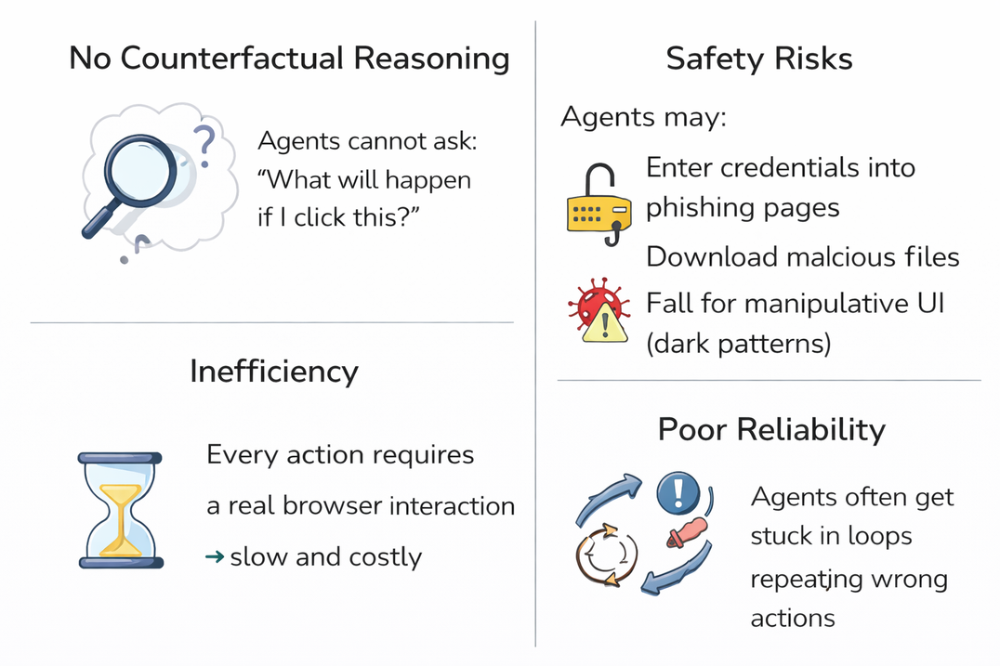 No Counterfactual Reasoning
Agents cannot ask:
“What will happen
if I click this?”
Inefficiency
Every action requires
a real browser interaction
→ slow and costly
Safety Risks
Agents may:
Enter credentials into
phishing pages
Download malcious files
Fall for manipulative UI
(dark patterns)
Poor Reliability
Agents often get
stuck in loops
repeating wrong
actions